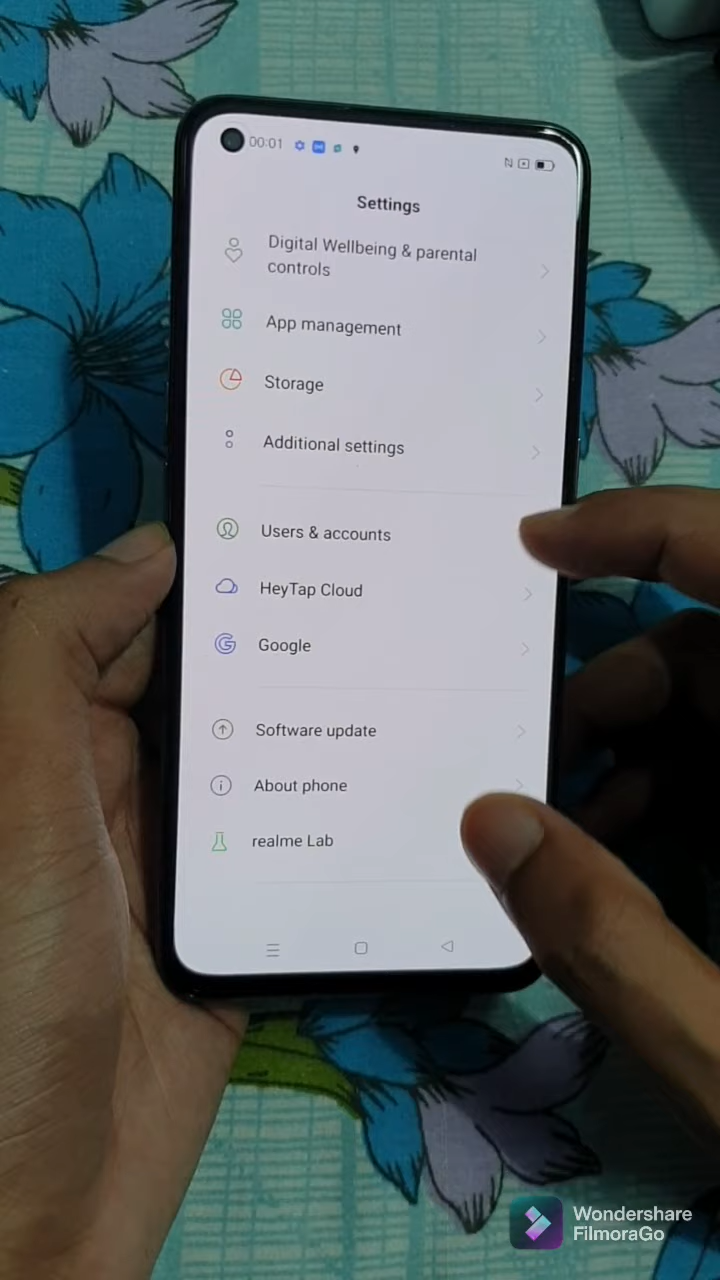 00:01
Settings
Digital Wellbeing & parental
controls
App management
Storage
Additional settings
Users & accounts
HeyTap Cloud
Google
Software update
About phone
realme Lab
Wondershare
FilmoraGo